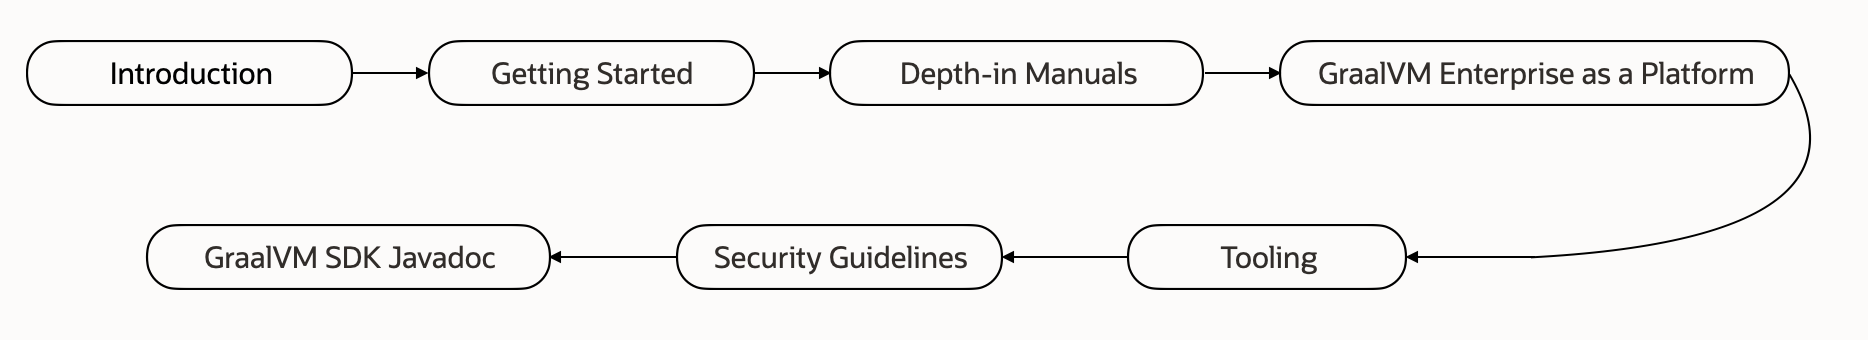 Introduction
Getting Started
Depth-in Manuals
GraalVM Enterprise as a Platform
Tooling
Security Guidelines
GraalVM SDK Javadoc